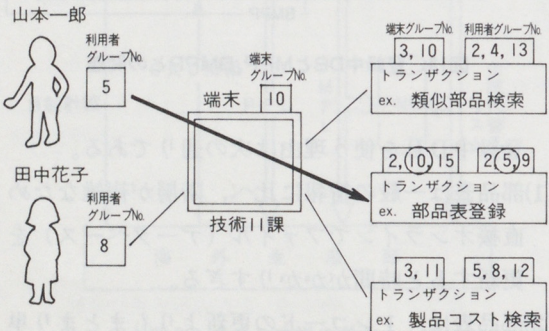 山本一郎
利用者
グループNo.
5
田中花子
利用者
グループNo.
8
端末
グループNo.
端末
10
技術11課
端末グループNo.
利用者グループNo.
3, 10
2, 4, 13
トランザクション
ex. 類似部品検索
2, 10, 15
2, 5, 9
トランザクション
ex. 部品表登録
3, 11
5, 8, 12
トランザクション
ex. 製品コスト検索